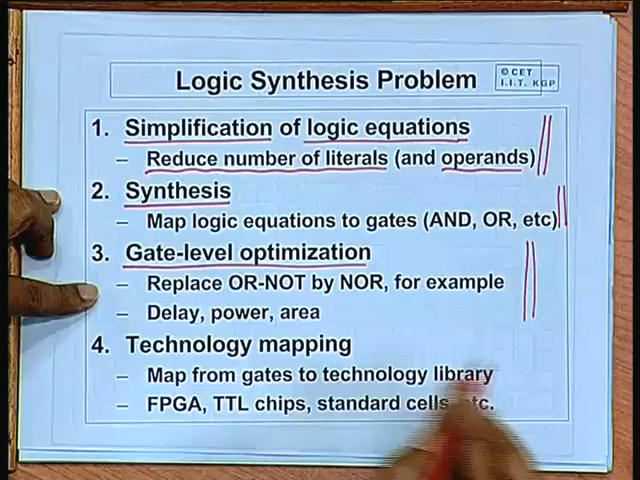 Logic Synthesis Problem
© CET
I.I.T. KGP
1. Simplification of logic equations
– Reduce number of literals (and operands)
2. Synthesis
– Map logic equations to gates (AND, OR, etc)
3. Gate-level optimization
– Replace OR-NOT by NOR, for example
– Delay, power, area
4. Technology mapping
– Map from gates to technology library
– FPGA, TTL chips, standard cells, etc.